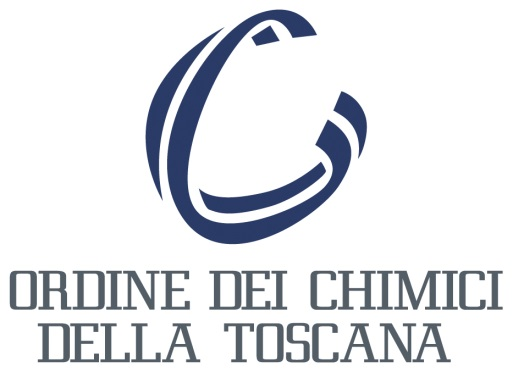 ORDINE DEI CHIMICI
DELLA TOSCANA